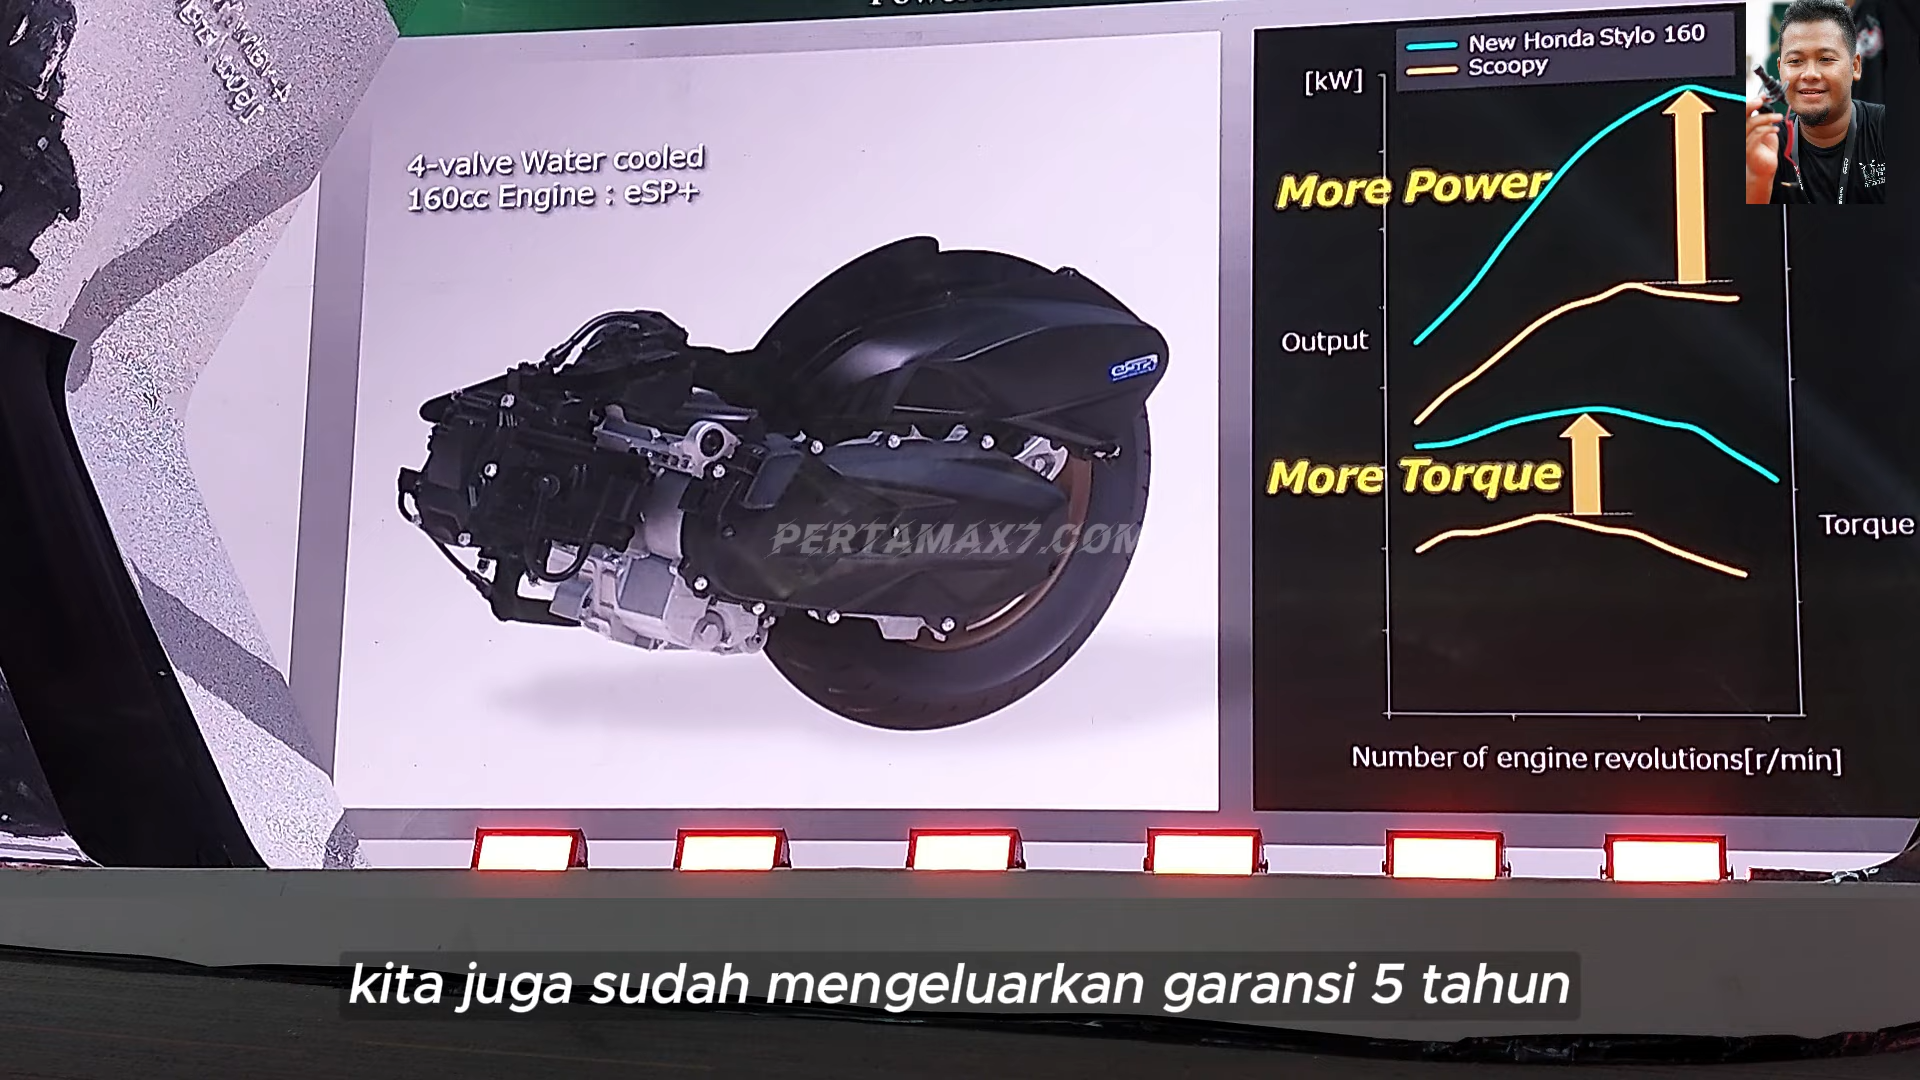 4-valve Water cooled
160cc Engine : eSP+
PERTAMAX7.COM
New Honda Stylo 160
Scoopy
[kW]
More Power
Output
More Torque
Torque
Number of engine revolutions[r/min]
kita juga sudah mengeluarkan garansi 5 tahun